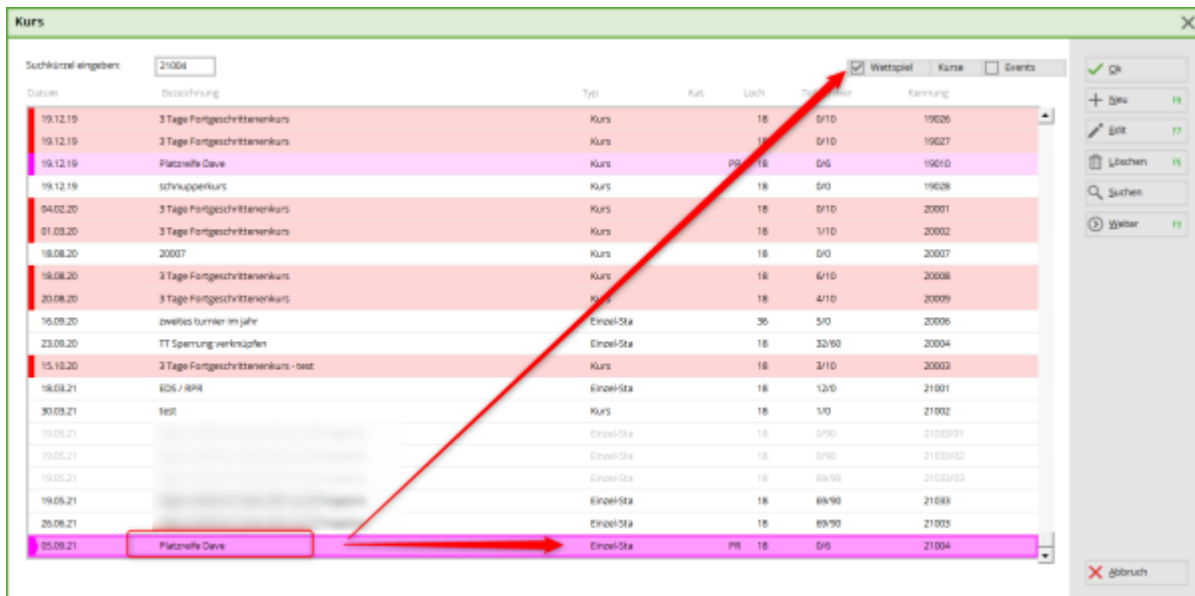 Kurs
Suchkürzel eingeben: 21004
Wettspiel Kurse Events
Datum Bezeichnung Typ Kat. Loch Kennung
19.12.19 3 Tage Fortgeschrittenenkurs Kurs 18 0/10 19026
19.12.19 3 Tage Fortgeschrittenenkurs Kurs 18 0/10 19027
19.12.19 Platzreife Dave Kurs PR 18 0/6 19010
19.12.19 schnupperkurs Kurs 18 0/0 19028
04.02.20 3 Tage Fortgeschrittenenkurs Kurs 18 0/10 20001
01.03.20 3 Tage Fortgeschrittenenkurs Kurs 18 1/10 20002
18.08.20 20007 Kurs 18 0/0 20007
18.08.20 3 Tage Fortgeschrittenenkurs Kurs 18 6/10 20008
20.08.20 3 Tage Fortgeschrittenenkurs Kurs 18 4/10 20009
16.09.20 zweites turnier im jahr Einzel-Sta 36 5/0 20006
23.09.20 TT Sperrung verknüpfen Einzel-Sta 18 32/60 20004
15.10.20 3 Tage Fortgeschrittenenkurs - test Kurs 18 3/10 20003
18.03.21 EDS / RPR Einzel-Sta 18 12/0 21001
30.03.21 test Kurs 18 1/0 21002
19.05.21 Einzel-Sta 18 0/90 21033/01
19.05.21 Einzel-Sta 18 0/90 21033/02
19.05.21 Einzel-Sta 18 69/90 21033/03
19.05.21 Einzel-Sta 18 69/90 21033
26.06.21 Einzel-Sta 18 69/90 21003
05.09.21 Platzreife Dave Einzel-Sta PR 18 0/6 21004
Ok
Neu F8
Edit F7
Löschen F5
Suchen
Weiter F3
Abbruch